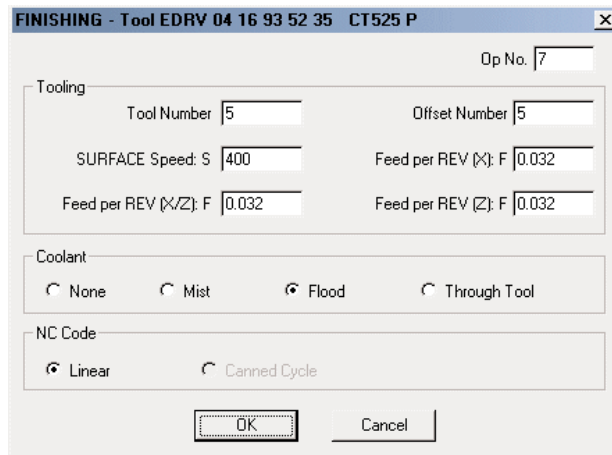 FINISHING - Tool EDRV 04 16 93 52 35 CT525 P
Op No. 7
Tooling
Tool Number 5 Offset Number 5
SURFACE Speed: S 400 Feed per REV (X): F 0.032
Feed per REV (X/Z): F 0.032 Feed per REV (Z): F 0.032
Coolant
None Mist Flood Through Tool
NC Code
Linear Canned Cycle
OK Cancel